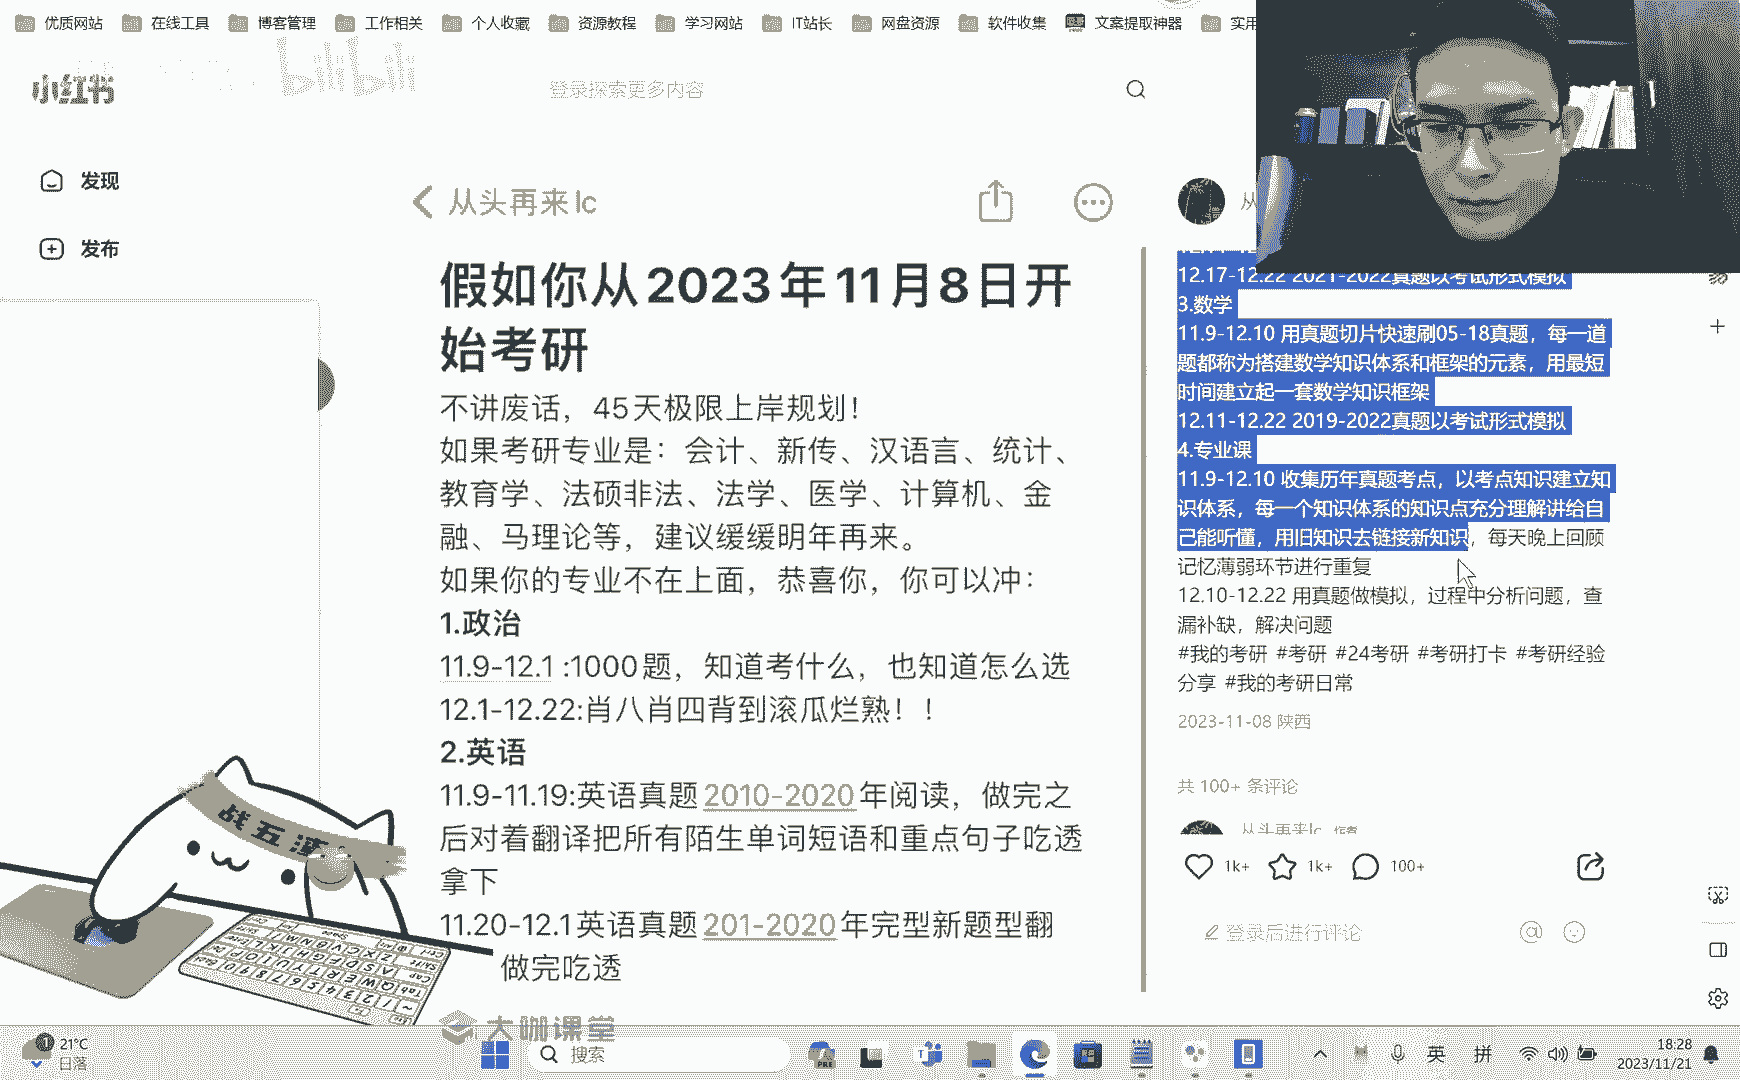 优质网站 在线工具 博客管理 工作相关 个人收藏 资源教程 学习网站 IT站长 网盘资源 软件收集 文案提取神器 实用
bilibili
小红书
登录探索更多内容
发现
发布
从头再来lc
假如你从2023年11月8日开
始考研
不讲废话，45天极限上岸规划！
如果考研专业是：会计、新传、汉语言、统计、
教育学、法硕非法、法学、医学、计算机、金
融、马理论等，建议缓缓明年再来。
如果你的专业不在上面，恭喜你，你可以冲：
1.政治
11.9-12.1 :1000题，知道考什么，也知道怎么选
12.1-12.22:肖八肖四背到滚瓜烂熟！！
2.英语
11.9-11.19:英语真题2010-2020年阅读，做完之
后对着翻译把所有陌生单词短语和重点句子吃透
拿下
11.20-12.1英语真题201-2020年完型新题型翻
做完吃透
从
12.17-12.22 2021-2022真题以考试形式模拟
3.数学
11.9-12.10 用真题切片快速刷05-18真题，每一道
题都称为搭建数学知识体系和框架的元素，用最短
时间建立起一套数学知识框架
12.11-12.22 2019-2022真题以考试形式模拟
4.专业课
11.9-12.10 收集历年真题考点，以考点知识建立知
识体系，每一个知识体系的知识点充分理解讲给自
己能听懂，用旧知识去链接新知识，每天晚上回顾
记忆薄弱环节进行重复
12.10-12.22 用真题做模拟，过程中分析问题，查
漏补缺，解决问题
#我的考研 #考研 #24考研 #考研打卡 #考研经验
分享 #我的考研日常
2023-11-08 陕西
共 100+ 条评论
从头再来lc 作者
1k+ 1k+ 100+
登录后进行评论
战五渣
大咖课堂
21°C
日落
搜索
英 拼
18:28
2023/11/21